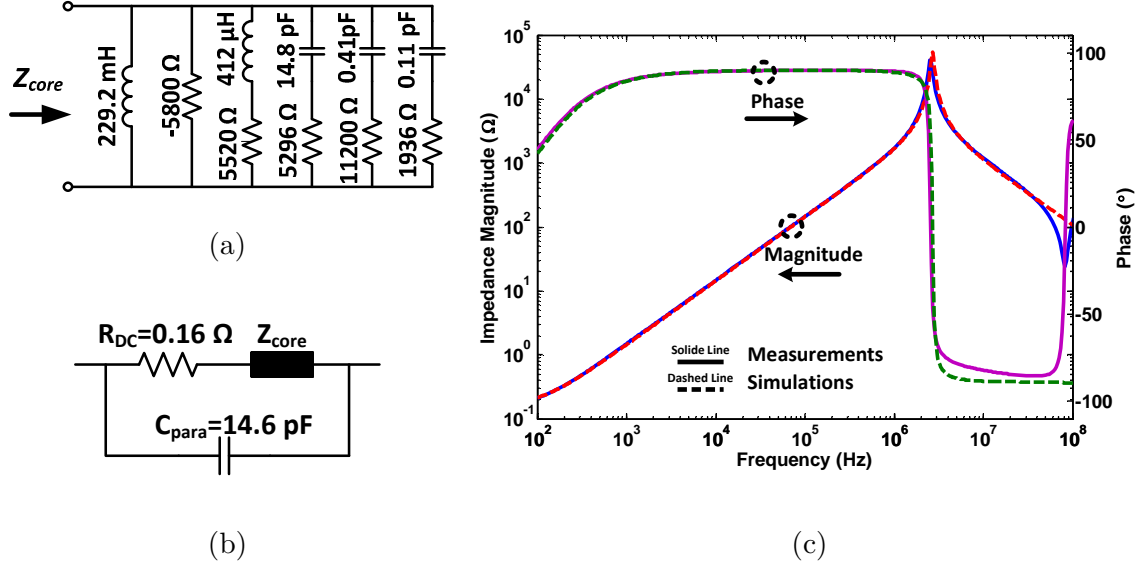 Z_core
229.2 mH
-5800 Ω
5520 Ω 412 µH
5296 Ω 14.8 pF
11200 Ω 0.41pF
1936 Ω 0.11 pF
(a)
R_DC=0.16 Ω Z_core
C_para=14.6 pF
(b)
Impedance Magnitude (Ω)
10^5
10^4
10^3
10^2
10^1
10^0
10^-1
Phase
Magnitude
Solide Line Measurements
Dashed Line Simulations
100
50
0
-50
-100
Phase (°)
10^2 10^3 10^4 10^5 10^6 10^7 10^8
Frequency (Hz)
(c)